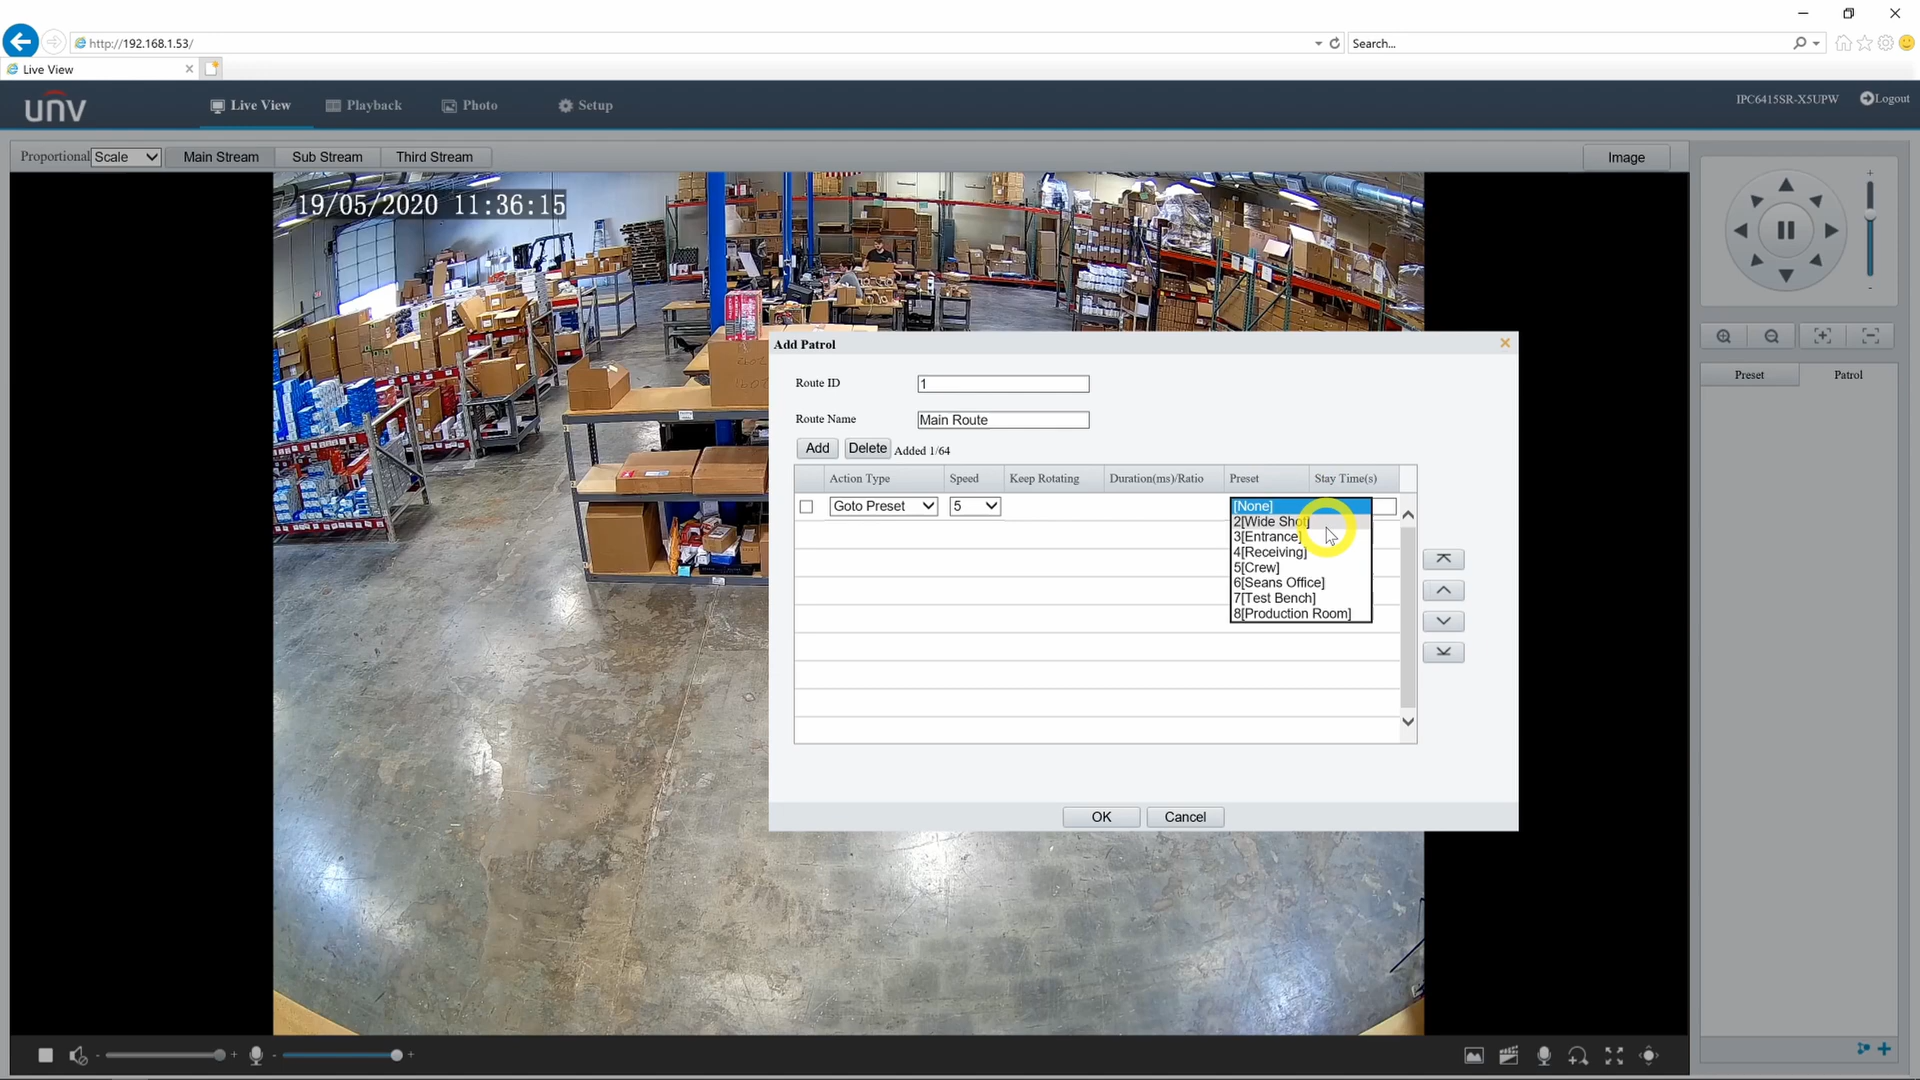 http://192.168.1.53/
Search...
Live View
unv
Live View
Playback
Photo
Setup
IPC6415SR-X5UPW
Logout
Proportional
Scale
Main Stream
Sub Stream
Third Stream
Image
19/05/2020 11:36:15
+
-
Add Patrol
Route ID
1
Route Name
Main Route
Add
Delete
Added 1/64
Action Type
Speed
Keep Rotating
Duration(ms)/Ratio
Preset
Stay Time(s)
Goto Preset
5
[None]
2[Wide Shot]
3[Entrance]
4[Receiving]
5[Crew]
6[Seans Office]
7[Test Bench]
8[Production Room]
OK
Cancel
Preset
Patrol
- + - +